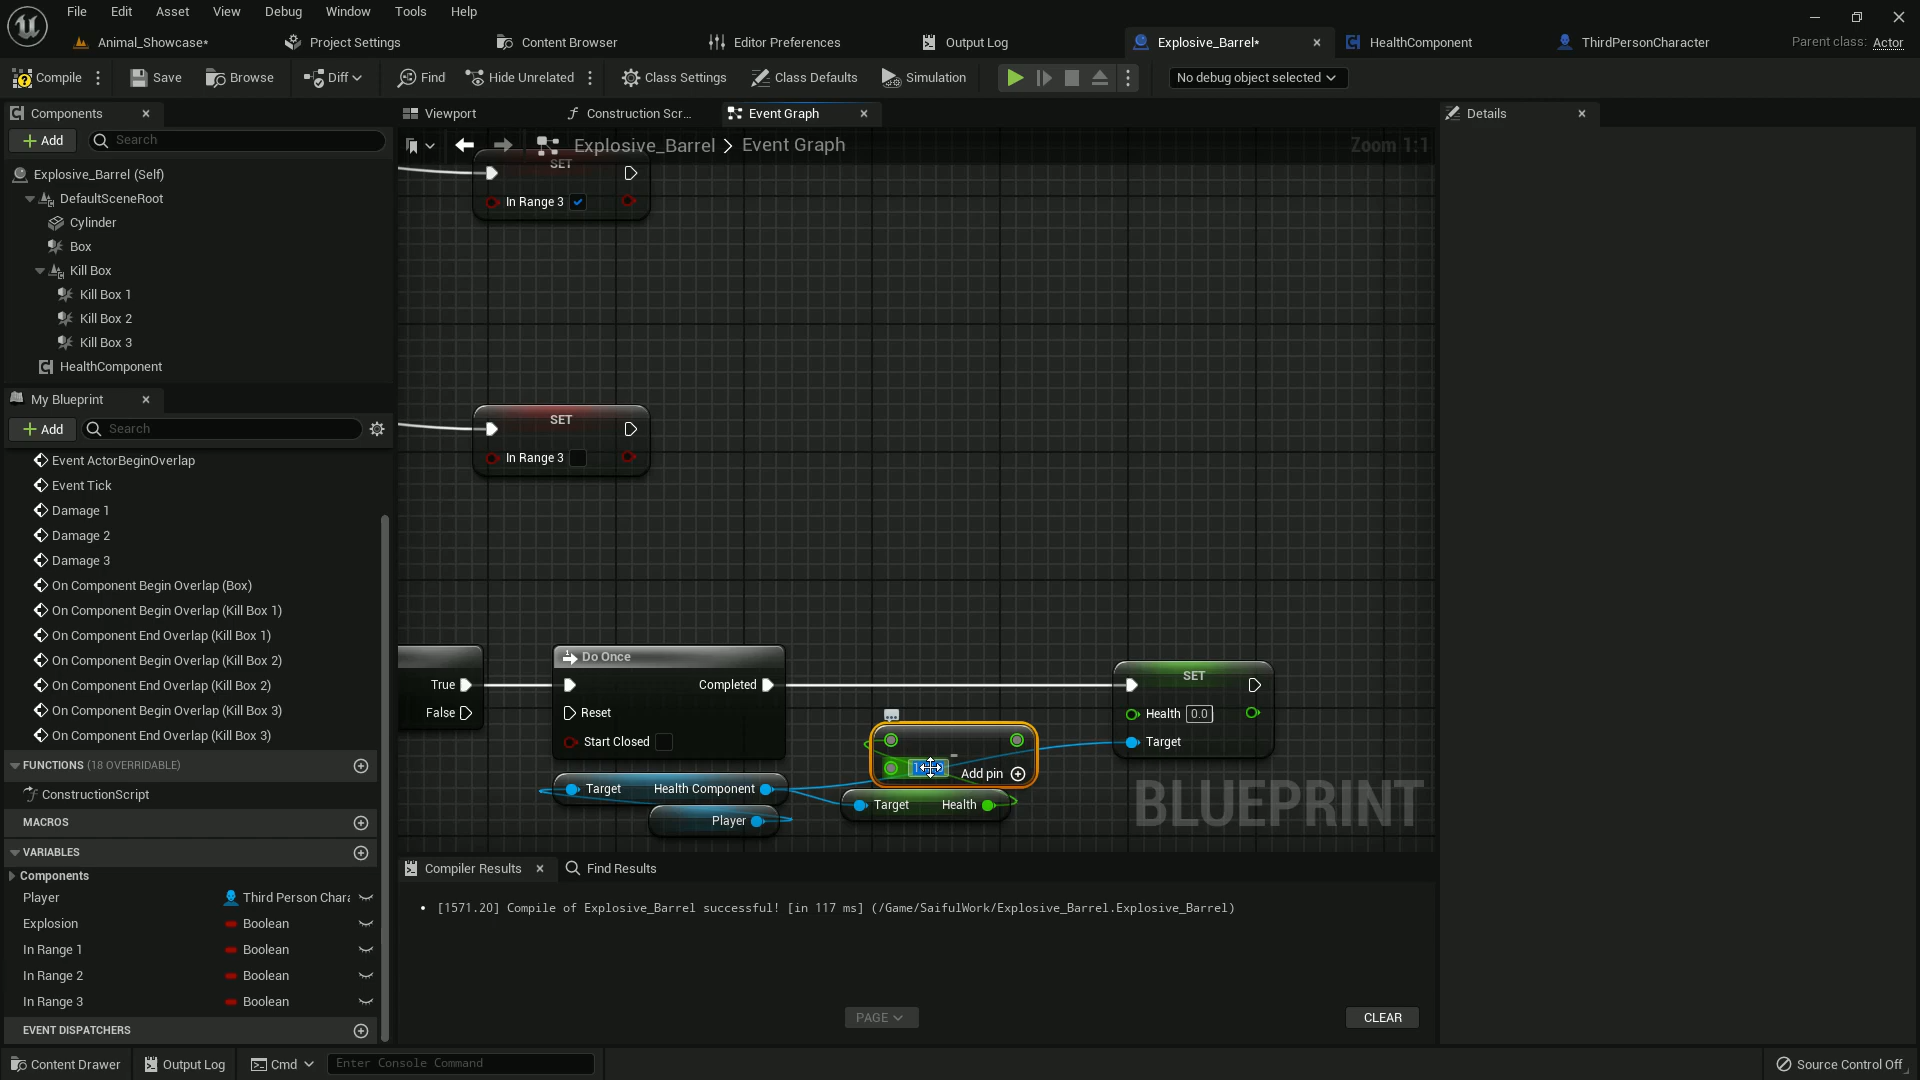 File Edit Asset View Debug Window Tools Help
Animal_Showcase* Project Settings Content Browser Editor Preferences Output Log Explosive_Barrel* HealthComponent ThirdPersonCharacter Parent class: Actor
Compile Save Browse Diff Find Hide Unrelated Class Settings Class Defaults Simulation No debug object selected
Components Viewport Construction Scr... Event Graph Details
Add Search
Explosive_Barrel > Event Graph Zoom 1:1
Explosive_Barrel (Self)
DefaultSceneRoot
Cylinder
Box
Kill Box
Kill Box 1
Kill Box 2
Kill Box 3
HealthComponent
SET
In Range 3
SET
In Range 3
My Blueprint
Add Search
Event ActorBeginOverlap
Event Tick
Damage 1
Damage 2
Damage 3
On Component Begin Overlap (Box)
On Component Begin Overlap (Kill Box 1)
On Component End Overlap (Kill Box 1)
On Component Begin Overlap (Kill Box 2)
On Component End Overlap (Kill Box 2)
On Component Begin Overlap (Kill Box 3)
On Component End Overlap (Kill Box 3)
FUNCTIONS (18 OVERRIDABLE)
ConstructionScript
MACROS
VARIABLES
Components
Player Third Person Chara
Explosion Boolean
In Range 1 Boolean
In Range 2 Boolean
In Range 3 Boolean
EVENT DISPATCHERS
True
False
Do Once
Completed
Reset
Start Closed
Target Health Component
Player
-
Add pin
Target Health
SET
Health 0.0
Target
BLUEPRINT
Compiler Results Find Results
[1571.20] Compile of Explosive_Barrel successful! [in 117 ms] (/Game/SaifulWork/Explosive_Barrel.Explosive_Barrel)
PAGE CLEAR
Content Drawer Output Log Cmd Enter Console Command Source Control Off